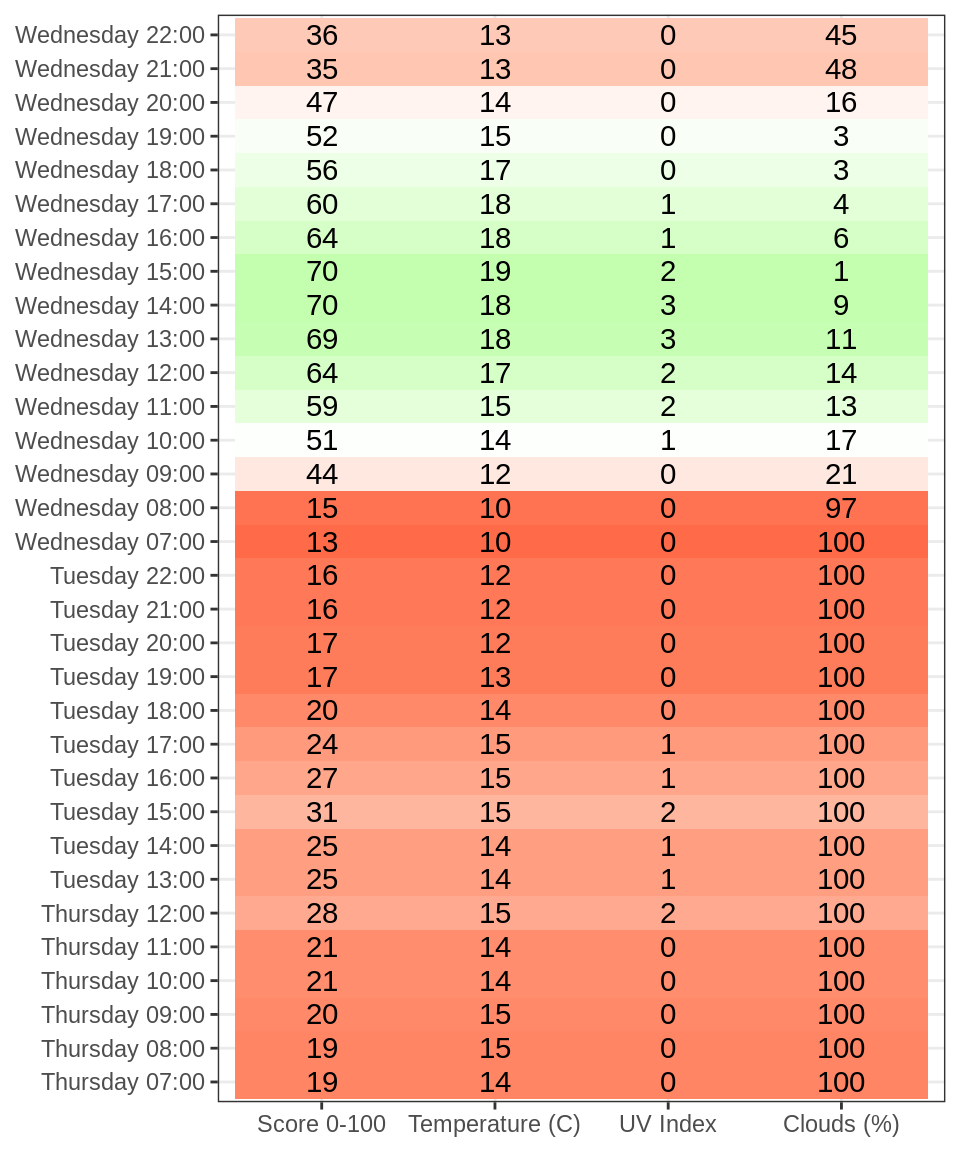 Wednesday 22:00 36 13 0 45
Wednesday 21:00 35 13 0 48
Wednesday 20:00 47 14 0 16
Wednesday 19:00 52 15 0 3
Wednesday 18:00 56 17 0 3
Wednesday 17:00 60 18 1 4
Wednesday 16:00 64 18 1 6
Wednesday 15:00 70 19 2 1
Wednesday 14:00 70 18 3 9
Wednesday 13:00 69 18 3 11
Wednesday 12:00 64 17 2 14
Wednesday 11:00 59 15 2 13
Wednesday 10:00 51 14 1 17
Wednesday 09:00 44 12 0 21
Wednesday 08:00 15 10 0 97
Wednesday 07:00 13 10 0 100
Tuesday 22:00 16 12 0 100
Tuesday 21:00 16 12 0 100
Tuesday 20:00 17 12 0 100
Tuesday 19:00 17 13 0 100
Tuesday 18:00 20 14 0 100
Tuesday 17:00 24 15 1 100
Tuesday 16:00 27 15 1 100
Tuesday 15:00 31 15 2 100
Tuesday 14:00 25 14 1 100
Tuesday 13:00 25 14 1 100
Thursday 12:00 28 15 2 100
Thursday 11:00 21 14 0 100
Thursday 10:00 21 14 0 100
Thursday 09:00 20 15 0 100
Thursday 08:00 19 15 0 100
Thursday 07:00 19 14 0 100
Score 0-100 Temperature (C) UV Index Clouds (%)